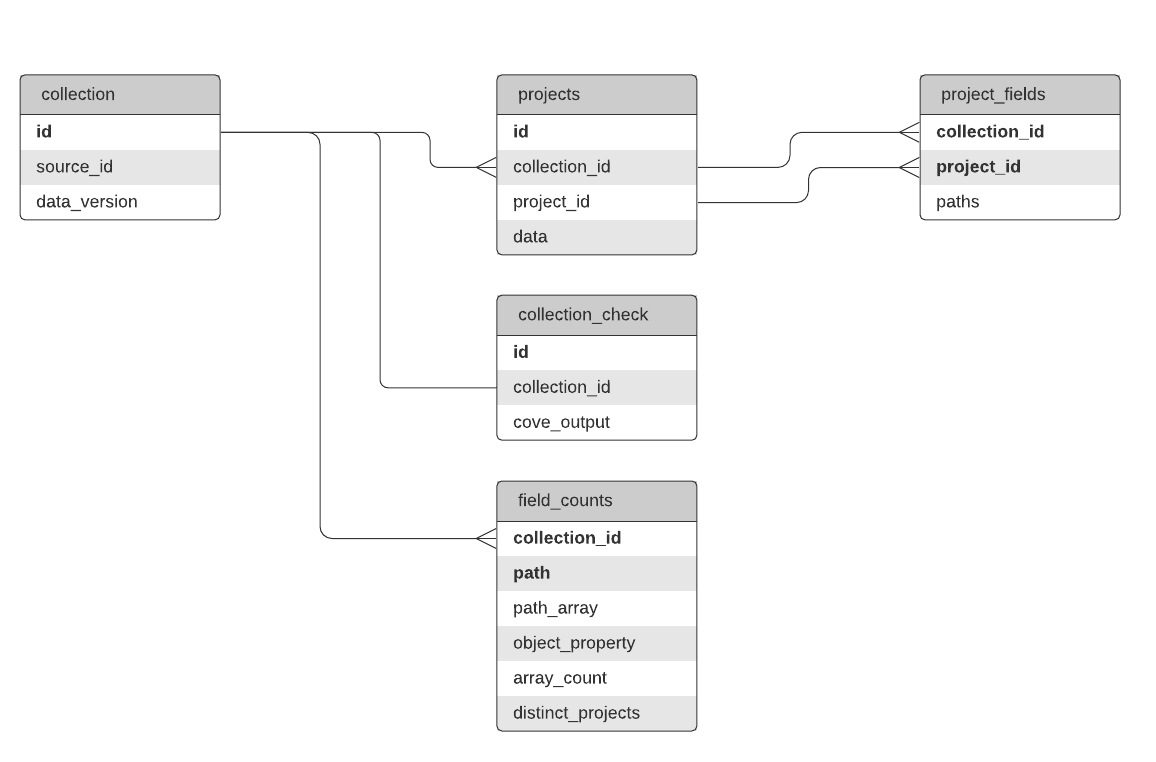 collection
id
source_id
data_version
projects
id
collection_id
project_id
data
project_fields
collection_id
project_id
paths
collection_check
id
collection_id
cove_output
field_counts
collection_id
path
path_array
object_property
array_count
distinct_projects